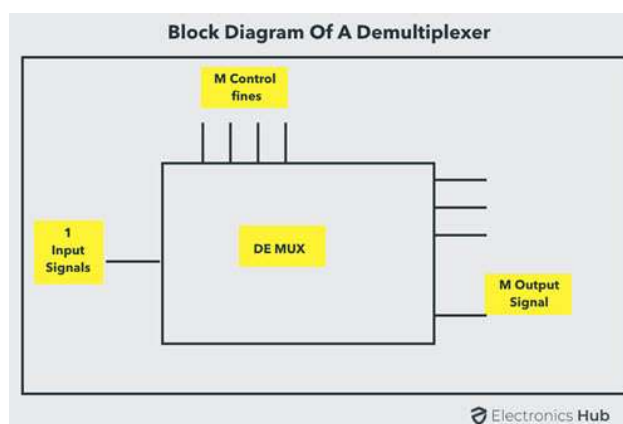 Block Diagram Of A Demultiplexer
M Control
fines
1
Input
Signals
DE MUX
M Output
Signal
Electronics Hub